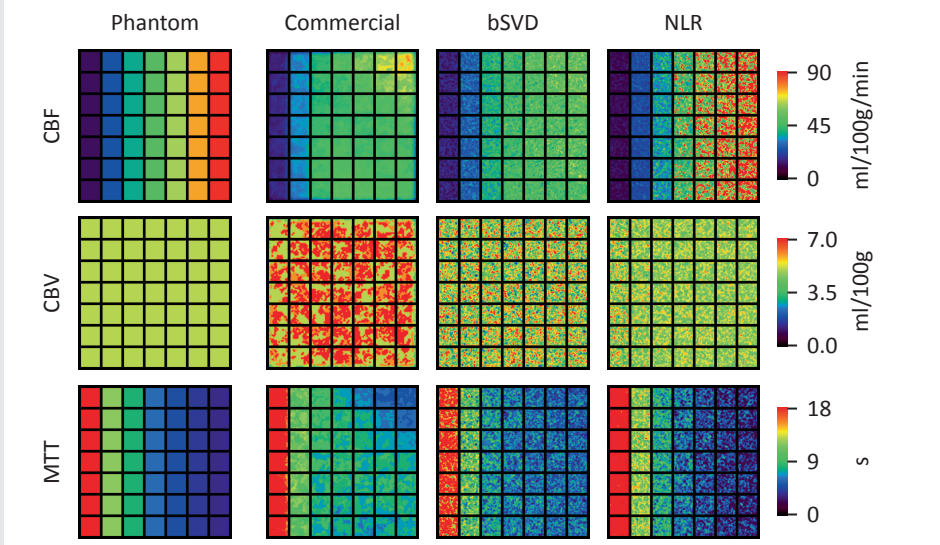 Phantom Commercial bSVD NLR
CBF
90
45
0
ml/100g/min
CBV
7.0
3.5
0.0
ml/100g
MTT
18
9
0
s